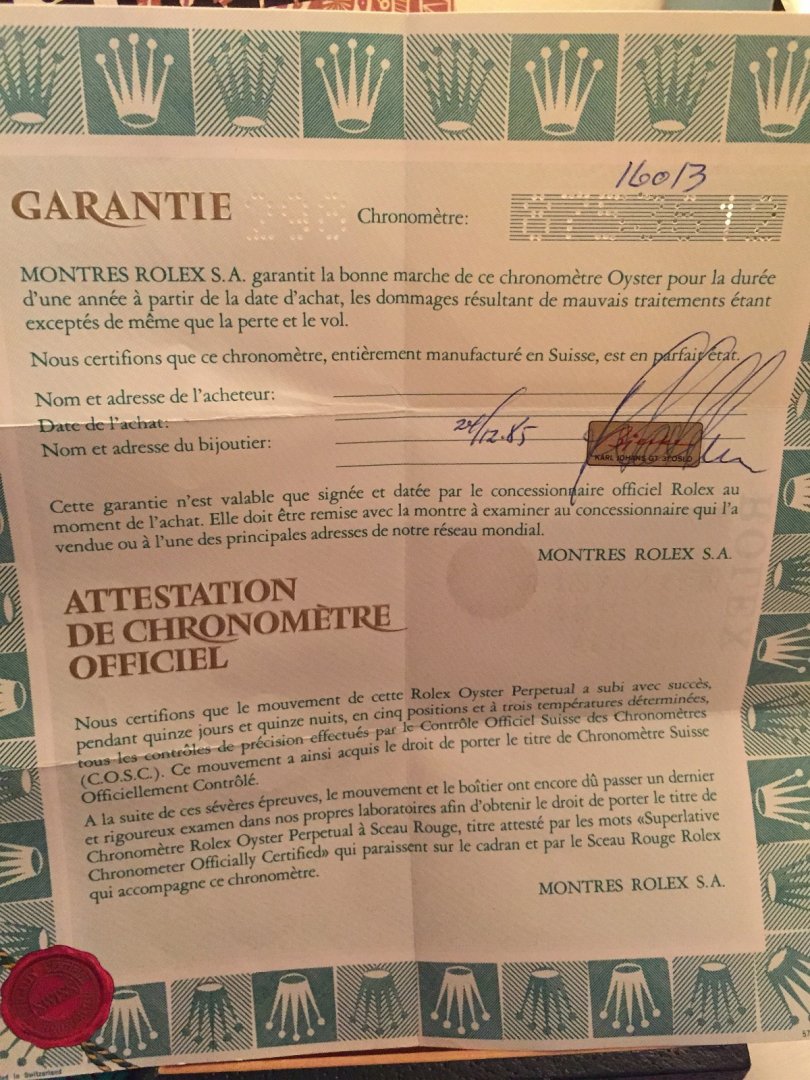 16013
GARANTIE 298 Chronomètre:
MONTRES ROLEX S.A. garantit la bonne marche de ce chronomètre Oyster pour la durée
d'une année à partir de la date d'achat, les dommages résultant de mauvais traitements étant
exceptés de même que la perte et le vol.
Nous certifions que ce chronomètre, entièrement manufacturé en Suisse, est en parfait état.
Nom et adresse de l'acheteur:
Date de l'achat: 24/12.85
Nom et adresse du bijoutier:
KARL JOHANS GT. 31 OSLO
Cette garantie n'est valable que signée et datée par le concessionnaire officiel Rolex au
moment de l'achat. Elle doit être remise avec la montre à examiner au concessionnaire qui l'a
vendue ou à l'une des principales adresses de notre réseau mondial.
MONTRES ROLEX S.A.
ROLEX
ATTESTATION
DE CHRONOMÈTRE
OFFICIEL
Nous certifions que le mouvement de cette Rolex Oyster Perpetual a subi avec succès,
pendant quinze jours et quinze nuits, en cinq positions et à trois températures déterminées,
tous les contrôles de précision effectués par le Contrôle Officiel Suisse des Chronomètres
(C.O.S.C.). Ce mouvement a ainsi acquis le droit de porter le titre de Chronomètre Suisse
Officiellement Contrôlé.
A la suite de ces sévères épreuves, le mouvement et le boîtier ont encore dû passer un dernier
et rigoureux examen dans nos propres laboratoires afin d'obtenir le droit de porter le titre de
Chronomètre Rolex Oyster Perpetual à Sceau Rouge, titre attesté par les mots «Superlative
Chronometer Officially Certified» qui paraissent sur le cadran et par le Sceau Rouge Rolex
qui accompagne ce chronomètre.
MONTRES ROLEX S.A.
in Switzerland
57